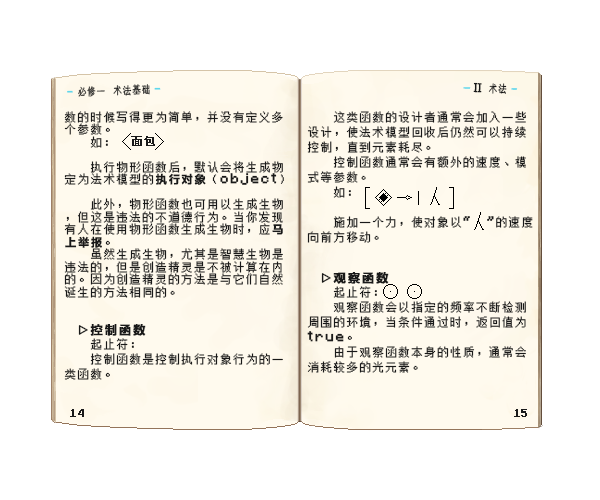 必修一 术法基础
数的时候写得更为简单，并没有定义多
个参数。
如：〈面包〉
执行物形函数后，默认会将生成物
定为法术模型的执行对象（object）
此外，物形函数也可用以生成生物
，但这是违法的不道德行为。当你发现
有人在使用物形函数生成生物时，应马
上举报。
虽然生成生物，尤其是智慧生物是
违法的，但是创造精灵是不被计算在内
的。因为创造精灵的方法是与它们自然
诞生的方法相同的。
▷控制函数
起止符：
控制函数是控制执行对象行为的一
类函数。
14
II 术法
这类函数的设计者通常会加入一些
设计，使法术模型回收后仍然可以持续
控制，直到元素耗尽。
控制函数通常会有额外的速度、模
式等参数。
如：[◈→| 人]
施加一个力，使对象以“人”的速度
向前方移动。
▷观察函数
起止符：⊙ ⊙
观察函数会以指定的频率不断检测
周围的环境，当条件通过时，返回值为
true。
由于观察函数本身的性质，通常会
消耗较多的光元素。
15